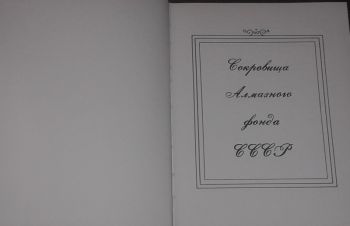 Сокровища
Алмазного
фонда
СССР